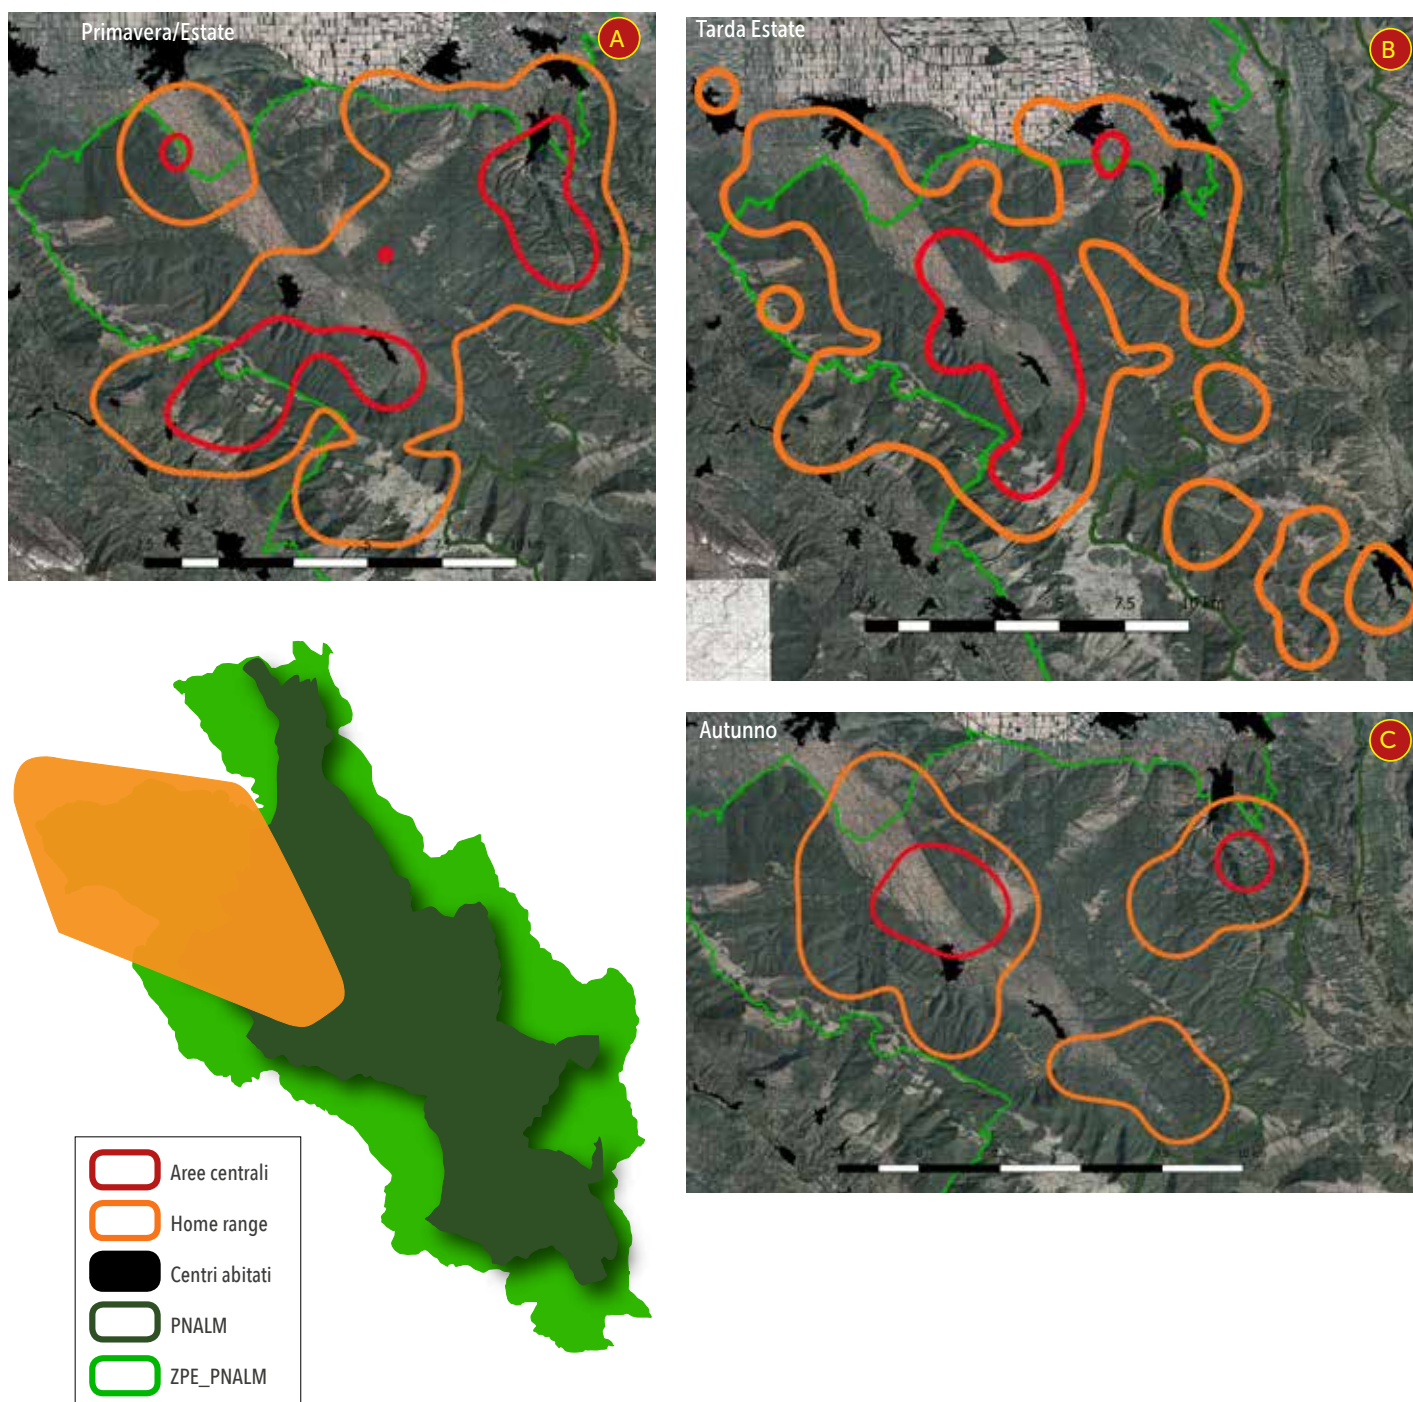 Primavera/Estate
A
Tarda Estate
B
7.5
Autunno
C
Aree centrali
Home range
Centri abitati
PNALM
ZPE_PNALM